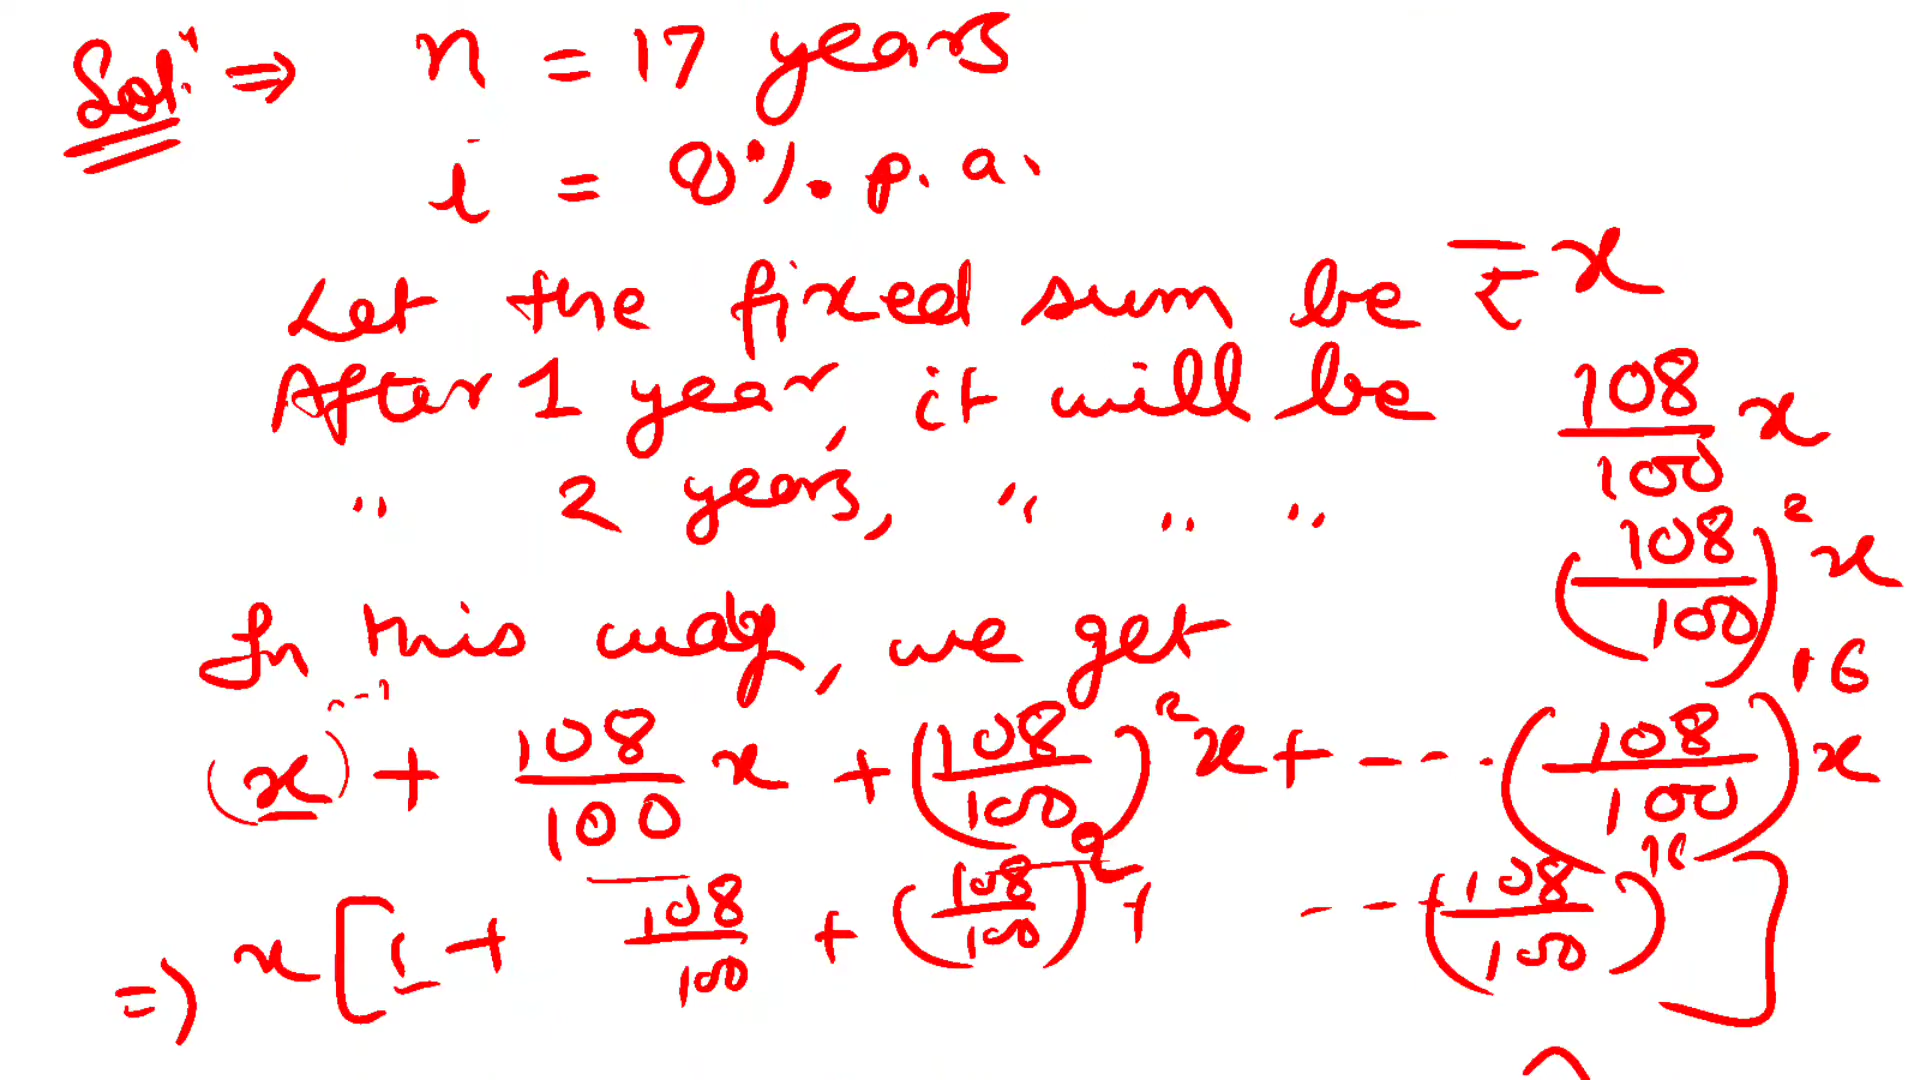 Solⁿ. ⇒ n = 17 years
i = 8% p.a.
Let the fixed sum be ₹ x
After 1 year, it will be 108/100 x
" 2 years, " " " (108/100)² x
In this way, we get
(x) + 108/100 x + (108/100)² x + ---- (108/100)¹⁶ x
⇒) x [1 + 108/100 + (108/100)² + --- + (108/100)¹⁶]